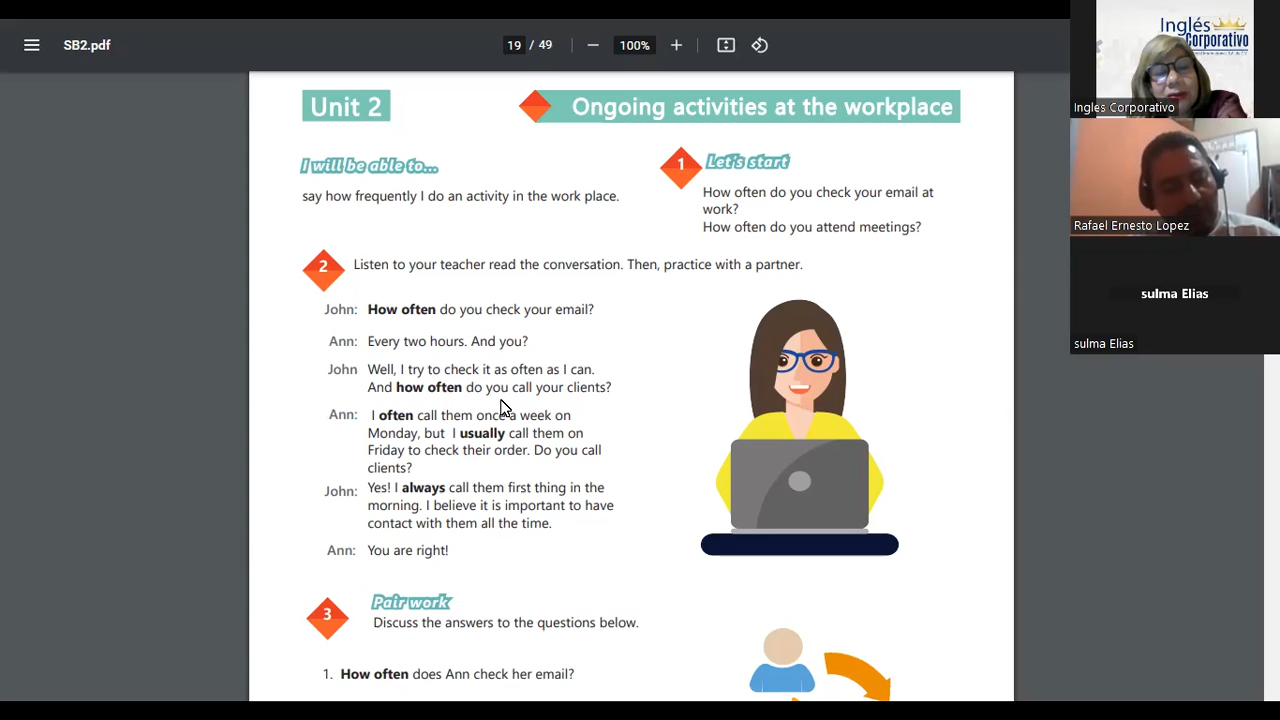 SB2.pdf
19 / 49
100%
Unit 2
Ongoing activities at the workplace
I will be able to...
say how frequently I do an activity in the work place.
1
Let's start
How often do you check your email at
work?
How often do you attend meetings?
2
Listen to your teacher read the conversation. Then, practice with a partner.
John: How often do you check your email?
Ann: Every two hours. And you?
John Well, I try to check it as often as I can.
And how often do you call your clients?
Ann: I often call them once a week on
Monday, but I usually call them on
Friday to check their order. Do you call
clients?
John: Yes! I always call them first thing in the
morning. I believe it is important to have
contact with them all the time.
Ann: You are right!
3
Pair work
Discuss the answers to the questions below.
1. How often does Ann check her email?
Inglés
Corporativo
Ingles Corporativo
Rafael Ernesto Lopez
sulma Elias
sulma Elias